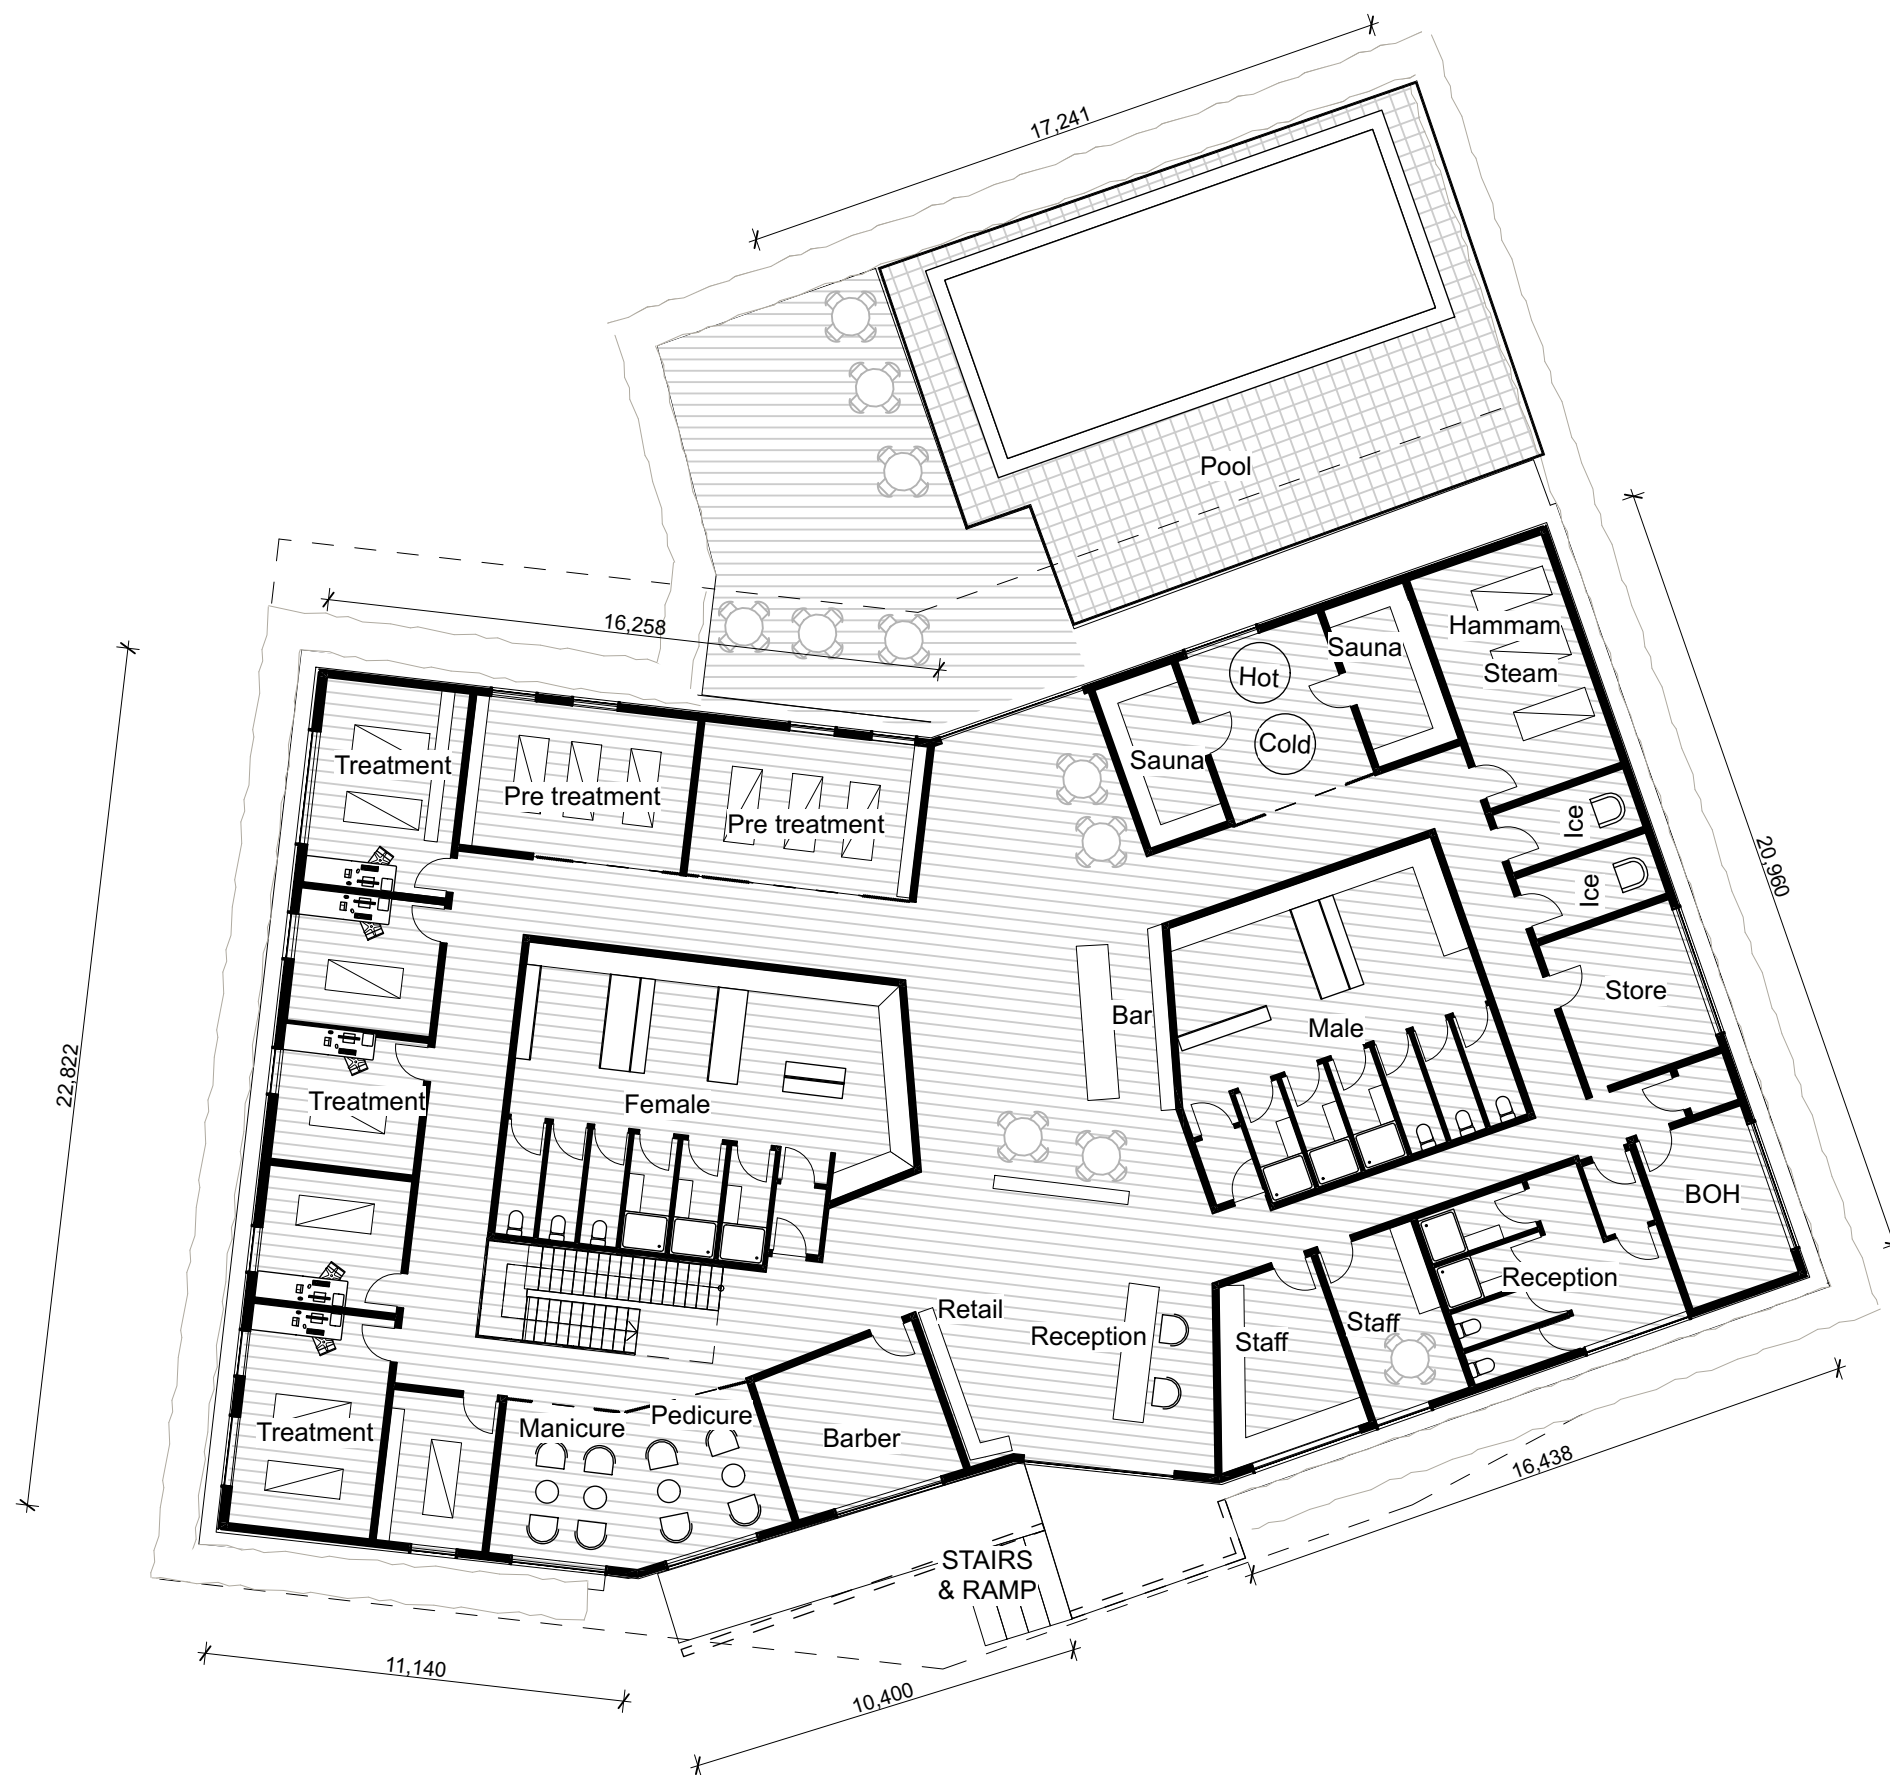 17,241
Pool
16,258
Hammam
Sauna
Steam
Hot
Cold
Sauna
Treatment
Pre treatment
Pre treatment
Ice
Ice
20,960
Store
Bar
Male
22,822
Treatment
Female
BOH
Reception
Retail
Reception
Staff
Staff
Manicure
Pedicure
Treatment
Barber
16,438
STAIRS
& RAMP
11,140
10,400